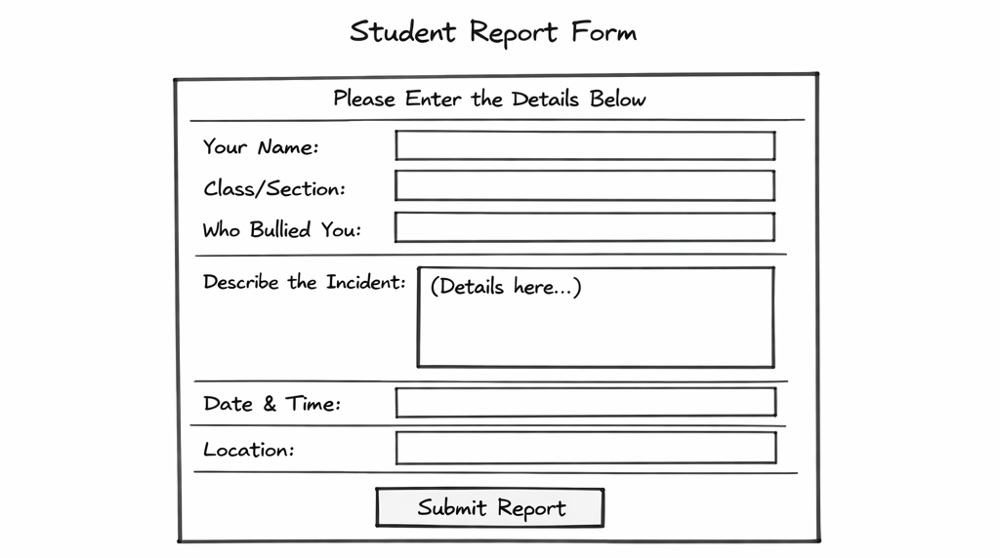 Student Report Form
Please Enter the Details Below
Your Name:
Class/Section:
Who Bullied You:
Describe the Incident:
(Details here...)
Date & Time:
Location:
Submit Report